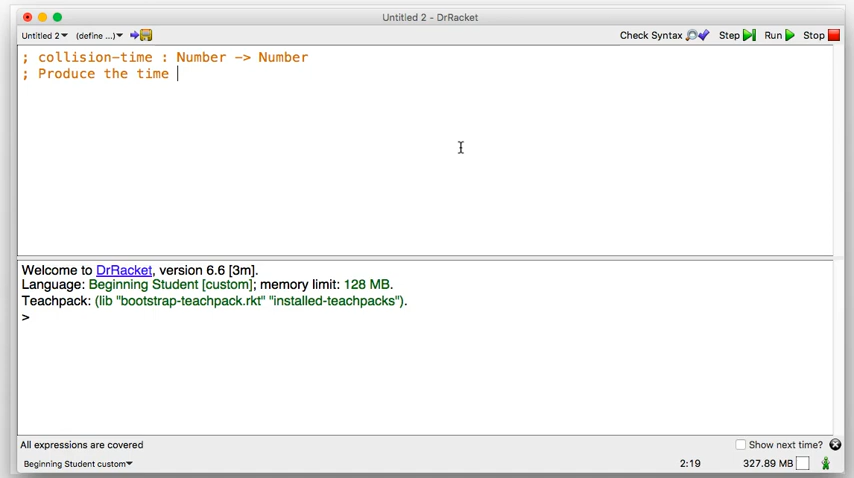 Untitled 2 - DrRacket
Untitled 2 (define ...) Check Syntax Step Run Stop
; collision-time : Number -> Number
; Produce the time
Welcome to DrRacket, version 6.6 [3m].
Language: Beginning Student [custom]; memory limit: 128 MB.
Teachpack: (lib "bootstrap-teachpack.rkt" "installed-teachpacks").
>
All expressions are covered Show next time?
Beginning Student custom 2:19 327.89 MB